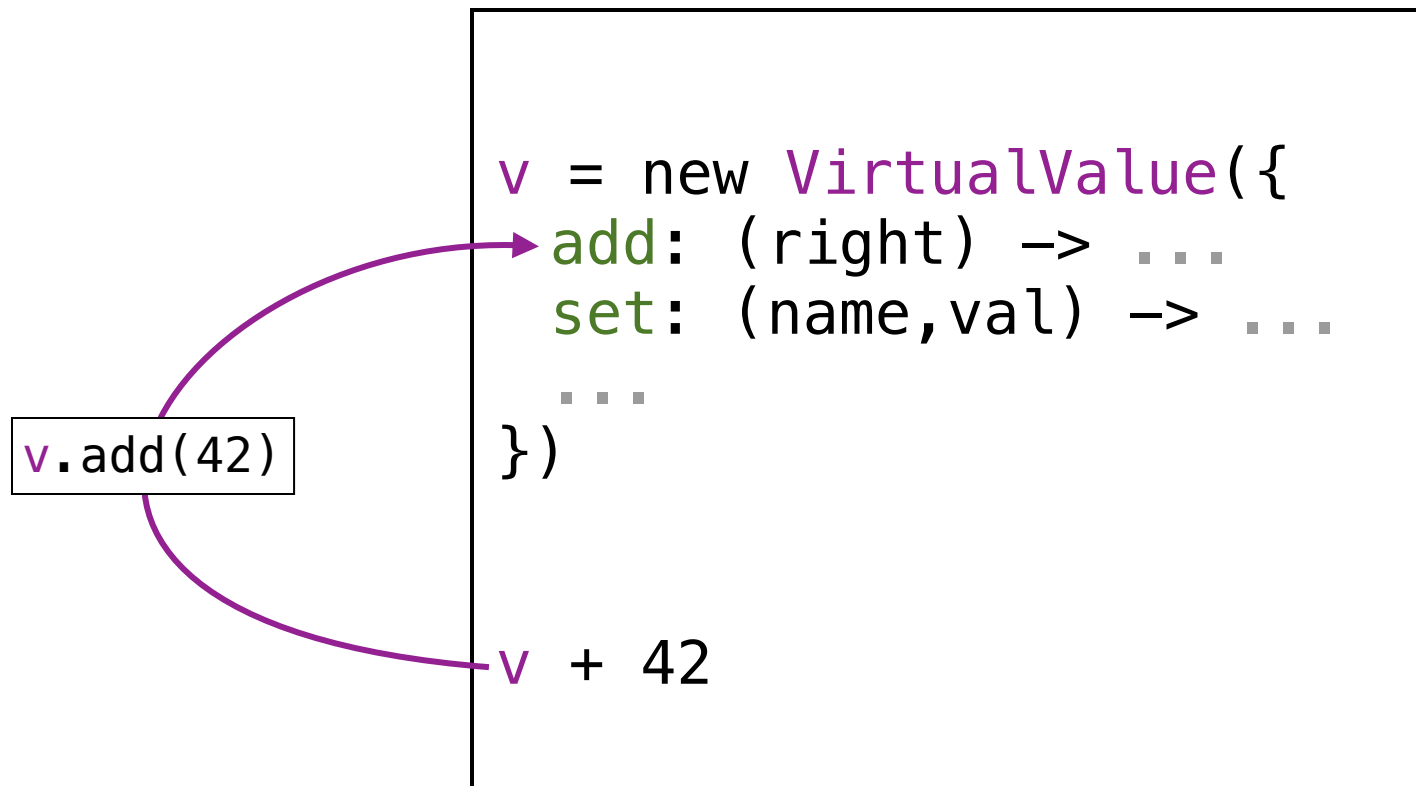 v = new VirtualValue({
add: (right) –> ...
set: (name,val) –> ...
...
})
v.add(42)
v + 42